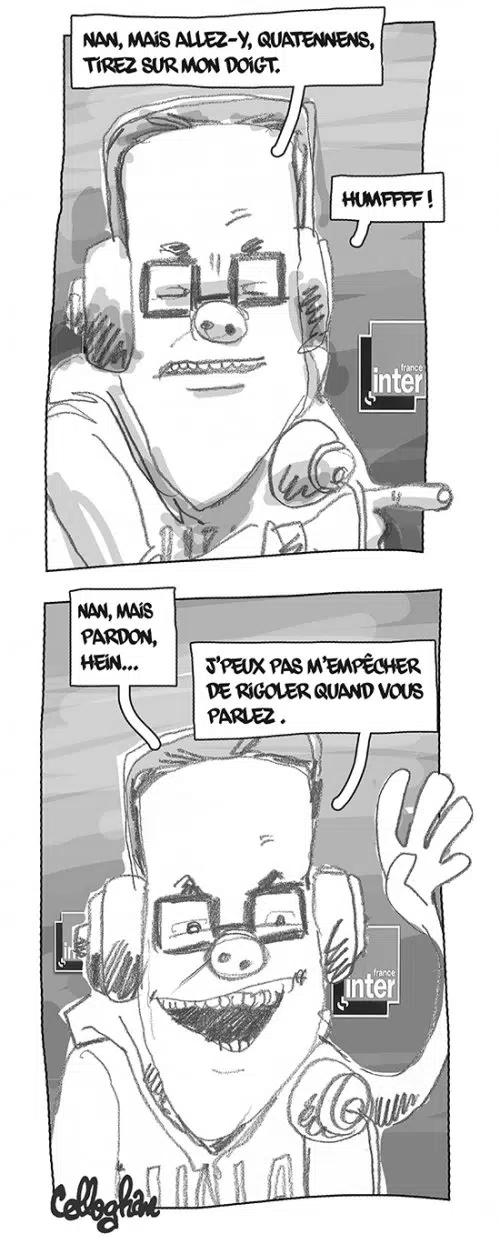 NAN, MAIS ALLEZ-Y, QUATENNENS,
TIREZ SUR MON DOIGT.
HUMFFFF !
france
inter
NAN, MAIS
PARDON,
HEIN...
J'PEUX PAS M'EMPÊCHER
DE RIGOLER QUAND VOUS
PARLEZ .
in
france
inter